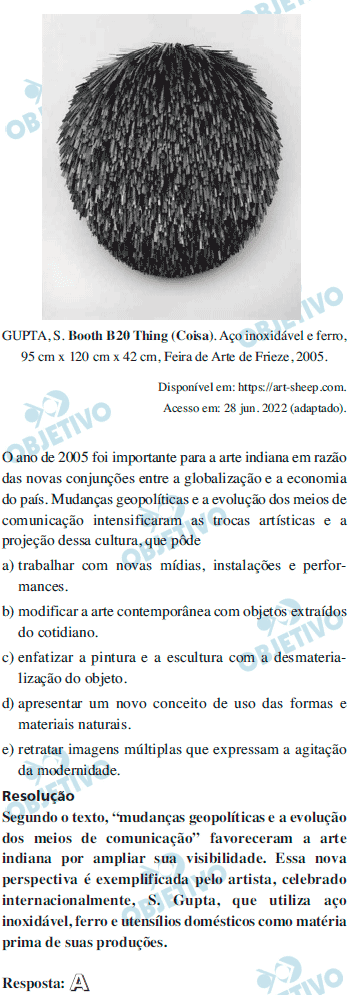 OBJETIVO
OBJETIVO
GUPTA, S. Booth B20 Thing (Coisa). Aço inoxidável e ferro,
95 cm x 120 cm x 42 cm, Feira de Arte de Frieze, 2005.
Disponível em: https://art-sheep.com.
Acesso em: 28 jun. 2022 (adaptado).
OBJETIVO
OBJETIVO
O ano de 2005 foi importante para a arte indiana em razão
das novas conjunções entre a globalização e a economia
do país. Mudanças geopolíticas e a evolução dos meios de
comunicação intensificaram as trocas artísticas e a
projeção dessa cultura, que pôde
OBJETIVO
a) trabalhar com novas mídias, instalações e perfor-
mances.
b) modificar a arte contemporânea com objetos extraídos
do cotidiano.
OBJETIVO
c) enfatizar a pintura e a escultura com a desmateria-
lização do objeto.
d) apresentar um novo conceito de uso das formas e
materiais naturais.
e) retratar imagens múltiplas que expressam a agitação
da modernidade.
OBJETIVO
Resolução
Segundo o texto, “mudanças geopolíticas e a evolução
dos meios de comunicação” favoreceram a arte
indiana por ampliar sua visibilidade. Essa nova
perspectiva é exemplificada pelo artista, celebrado
internacionalmente, S. Gupta, que utiliza aço
inoxidável, ferro e utensílios domésticos como matéria
prima de suas produções.
OBJETIVO
Resposta: A
OBJETIVO